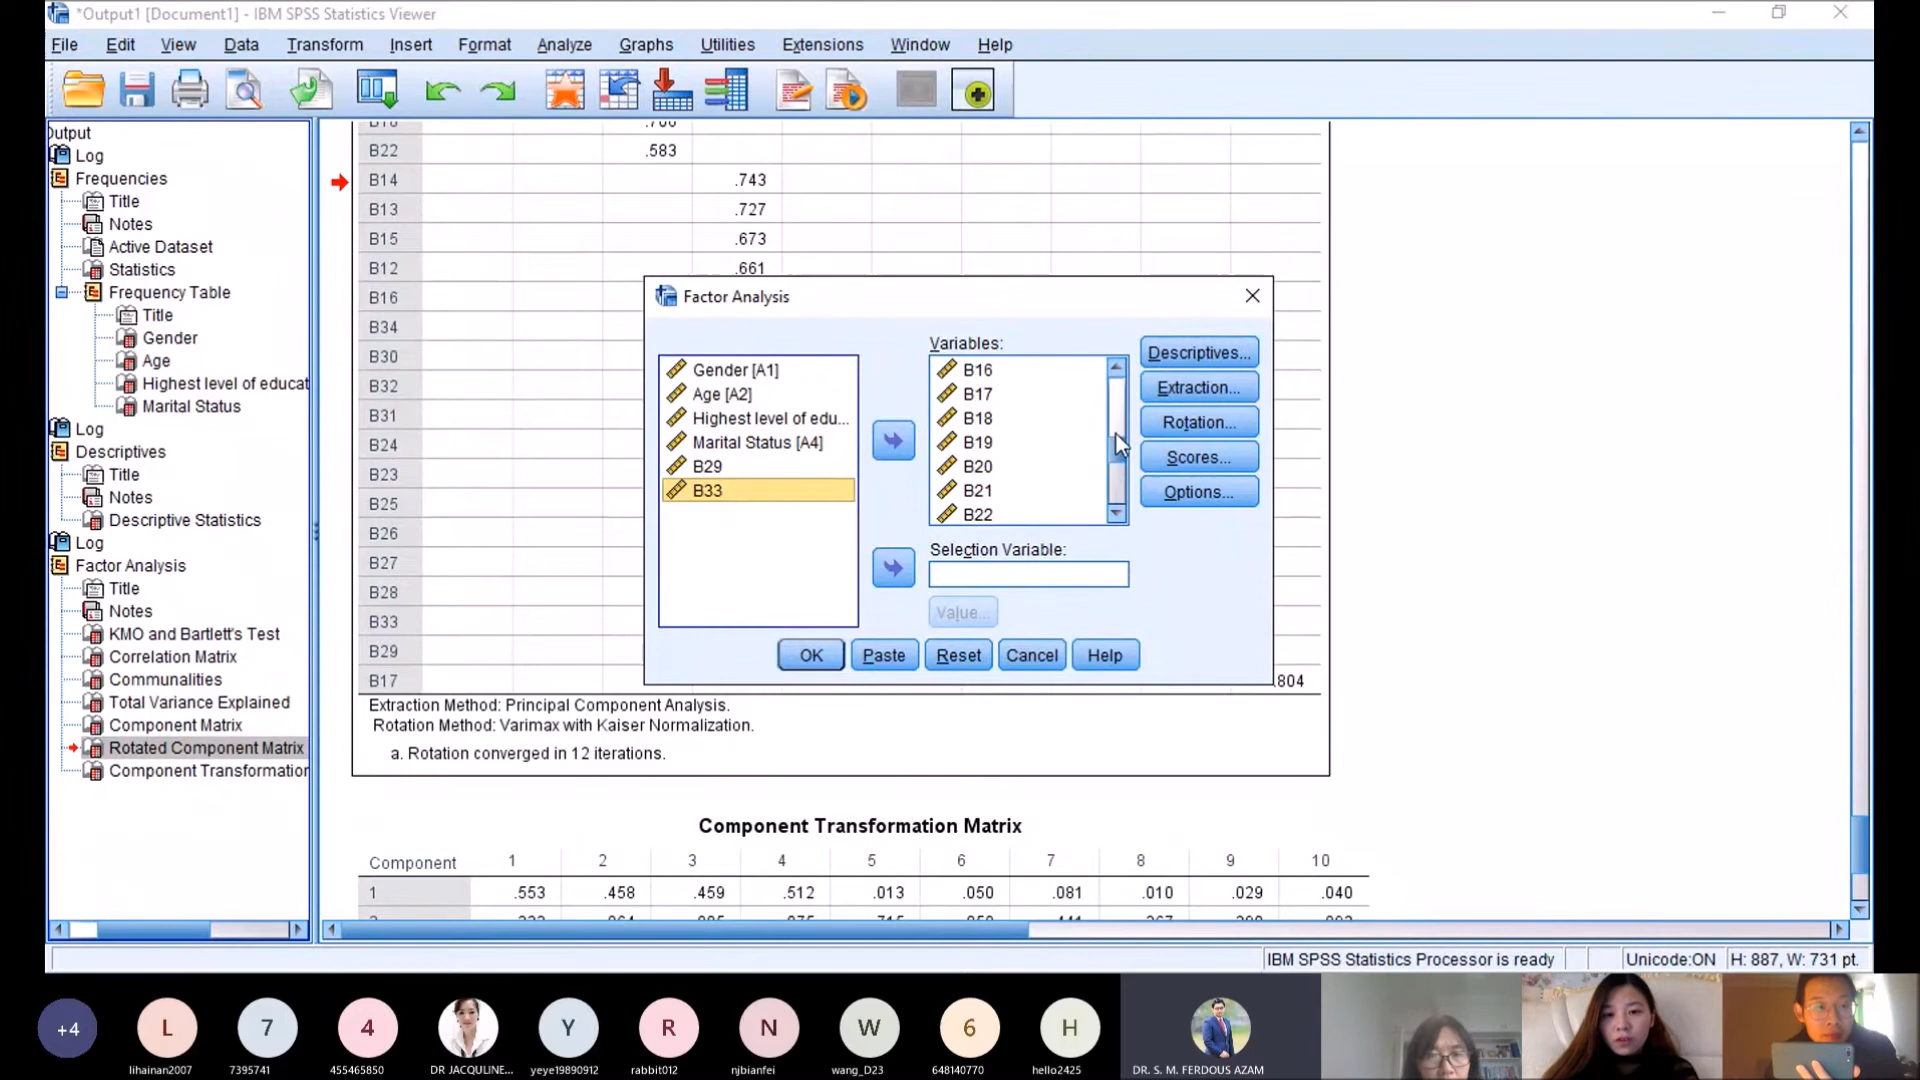 *Output1 [Document1] - IBM SPSS Statistics Viewer
File Edit View Data Transform Insert Format Analyze Graphs Utilities Extensions Window Help
Output
Log
Frequencies
Title
Notes
Active Dataset
Statistics
Frequency Table
Title
Gender
Age
Highest level of educat
Marital Status
Log
Descriptives
Title
Notes
Descriptive Statistics
Log
Factor Analysis
Title
Notes
KMO and Bartlett's Test
Correlation Matrix
Communalities
Total Variance Explained
Component Matrix
Rotated Component Matrix
Component Transformation
B22 .583
B14 .743
B13 .727
B15 .673
B12 .661
B16
B34
B30
B32
B31
B24
B23
B25
B26
B27
B28
B33
B29
B17 .804
Extraction Method: Principal Component Analysis.
Rotation Method: Varimax with Kaiser Normalization.
a. Rotation converged in 12 iterations.
Component Transformation Matrix
Component 1 2 3 4 5 6 7 8 9 10
1 .553 .458 .459 .512 .013 .050 .081 .010 .029 .040
Factor Analysis
Gender [A1]
Age [A2]
Highest level of edu...
Marital Status [A4]
B29
B33
Variables:
B16
B17
B18
B19
B20
B21
B22
Selection Variable:
Value...
Descriptives...
Extraction...
Rotation...
Scores...
Options...
OK Paste Reset Cancel Help
IBM SPSS Statistics Processor is ready Unicode:ON H: 887, W: 731 pt.
+4 L 7 4 Y R N W 6 H
lihainan2007 7395741 455465850 DR JACQULINE... yeye19890912 rabbit012 njbianfei wang_D23 648140770 hello2425 DR. S. M. FERDOUS AZAM